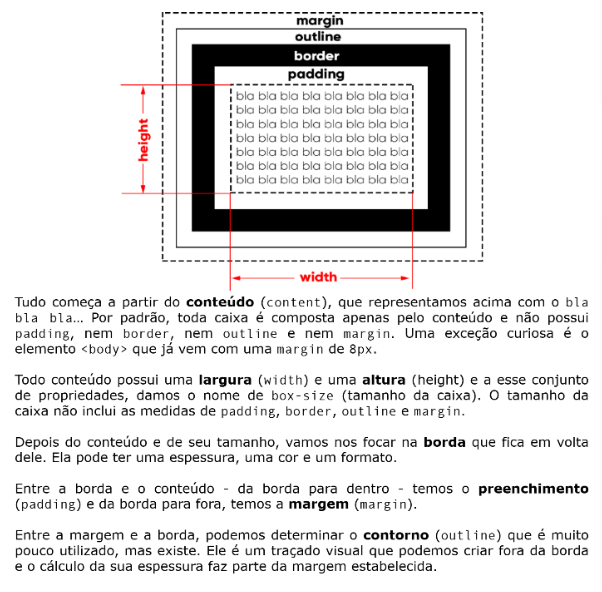 margin
outline
border
padding
bla bla bla bla bla bla bla bla
bla bla bla bla bla bla bla bla
bla bla bla bla bla bla bla bla
bla bla bla bla bla bla bla bla
bla bla bla bla bla bla bla bla
bla bla bla bla bla bla bla bla
bla bla bla bla bla bla bla bla
height
width
Tudo começa a partir do conteúdo (content), que representamos acima com o bla
bla bla bla… Por padrão, toda caixa é composta apenas pelo conteúdo e não possui
padding, nem border, nem outline e nem margin. Uma exceção curiosa é o
elemento <body> que já vem com uma margin de 8px.
Todo conteúdo possui uma largura (width) e uma altura (height) e a esse conjunto
de propriedades, damos o nome de box-size (tamanho da caixa). O tamanho da
caixa não inclui as medidas de padding, border, outline e margin.
Depois do conteúdo e de seu tamanho, vamos nos focar na borda que fica em volta
dele. Ela pode ter uma espessura, uma cor e um formato.
Entre a borda e o conteúdo - da borda para dentro - temos o preenchimento
(padding) e da borda para fora, temos a margem (margin).
Entre a margem e a borda, podemos determinar o contorno (outline) que é muito
pouco utilizado, mas existe. Ele é um traçado visual que podemos criar fora da borda
e o cálculo da sua espessura faz parte da margem estabelecida.